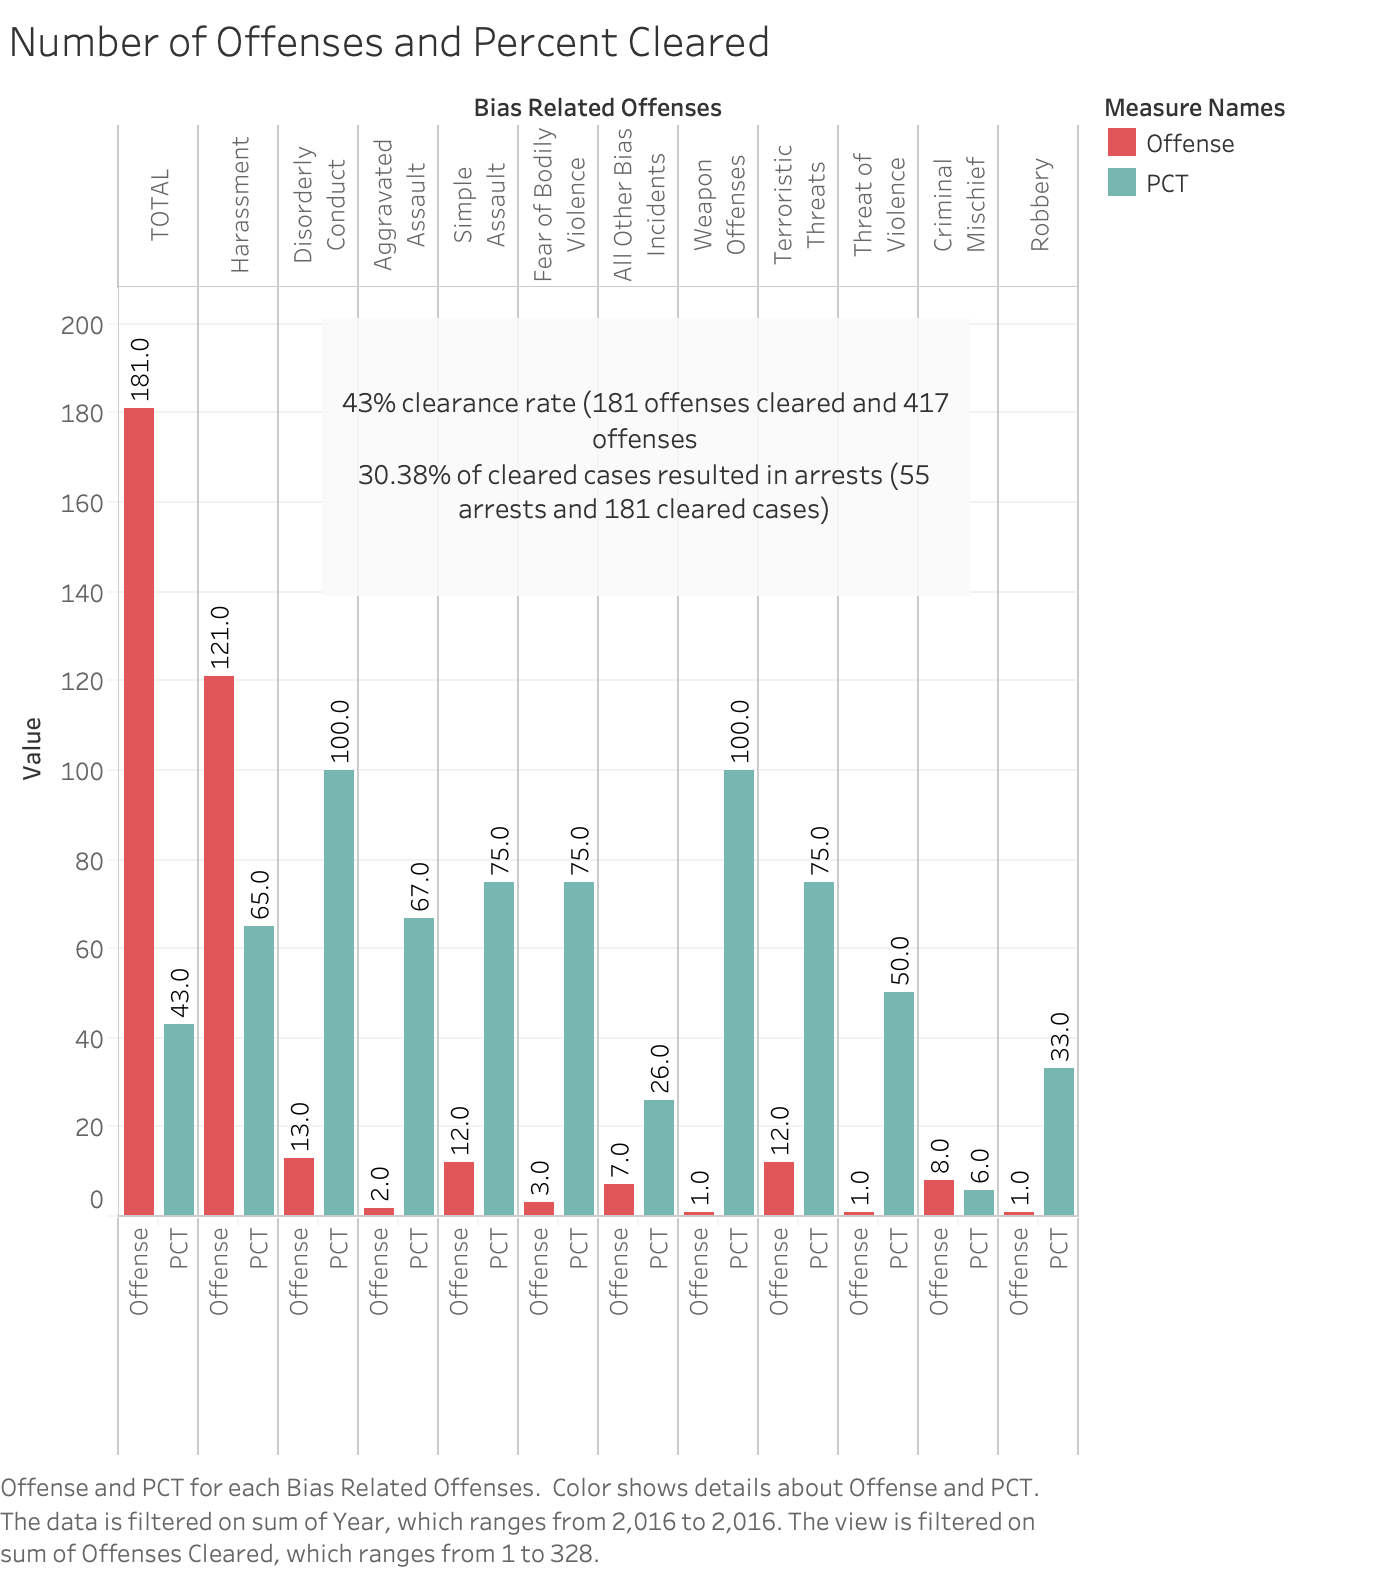 Number of Offenses and Percent Cleared
Bias Related Offenses
Measure Names
Offense
PCT
TOTAL
Harassment
Disorderly
Conduct
Aggravated
Assault
Simple
Assault
Fear of Bodily
Violence
All Other Bias
Incidents
Weapon
Offenses
Terroristic
Threats
Threat of
Violence
Criminal
Mischief
Robbery
200
180
160
140
120
100
80
60
40
20
0
Value
43% clearance rate (181 offenses cleared and 417
offenses
30.38% of cleared cases resulted in arrests (55
arrests and 181 cleared cases)
181.0
43.0
121.0
65.0
13.0
100.0
2.0
67.0
12.0
75.0
3.0
75.0
7.0
26.0
1.0
100.0
12.0
75.0
1.0
50.0
8.0
6.0
1.0
33.0
Offense
PCT
Offense
PCT
Offense
PCT
Offense
PCT
Offense
PCT
Offense
PCT
Offense
PCT
Offense
PCT
Offense
PCT
Offense
PCT
Offense
PCT
Offense
PCT
Offense and PCT for each Bias Related Offenses.  Color shows details about Offense and PCT.
The data is filtered on sum of Year, which ranges from 2,016 to 2,016. The view is filtered on
sum of Offenses Cleared, which ranges from 1 to 328.